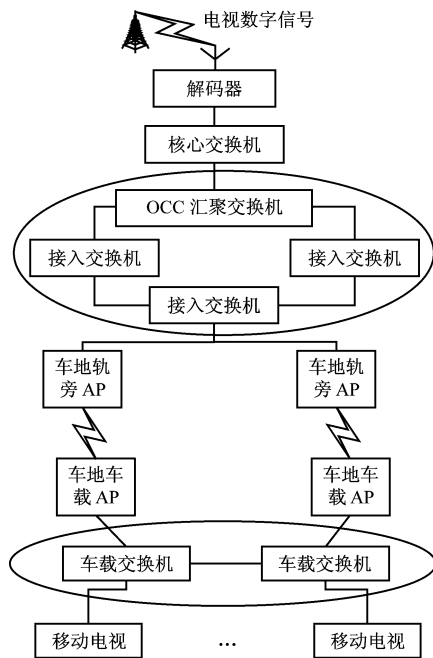 电视数字信号
解码器
核心交换机
OCC 汇聚交换机
接入交换机
接入交换机
接入交换机
车地轨
旁 AP
车地轨
旁 AP
车地车
载 AP
车地车
载 AP
车载交换机
车载交换机
移动电视
...
移动电视